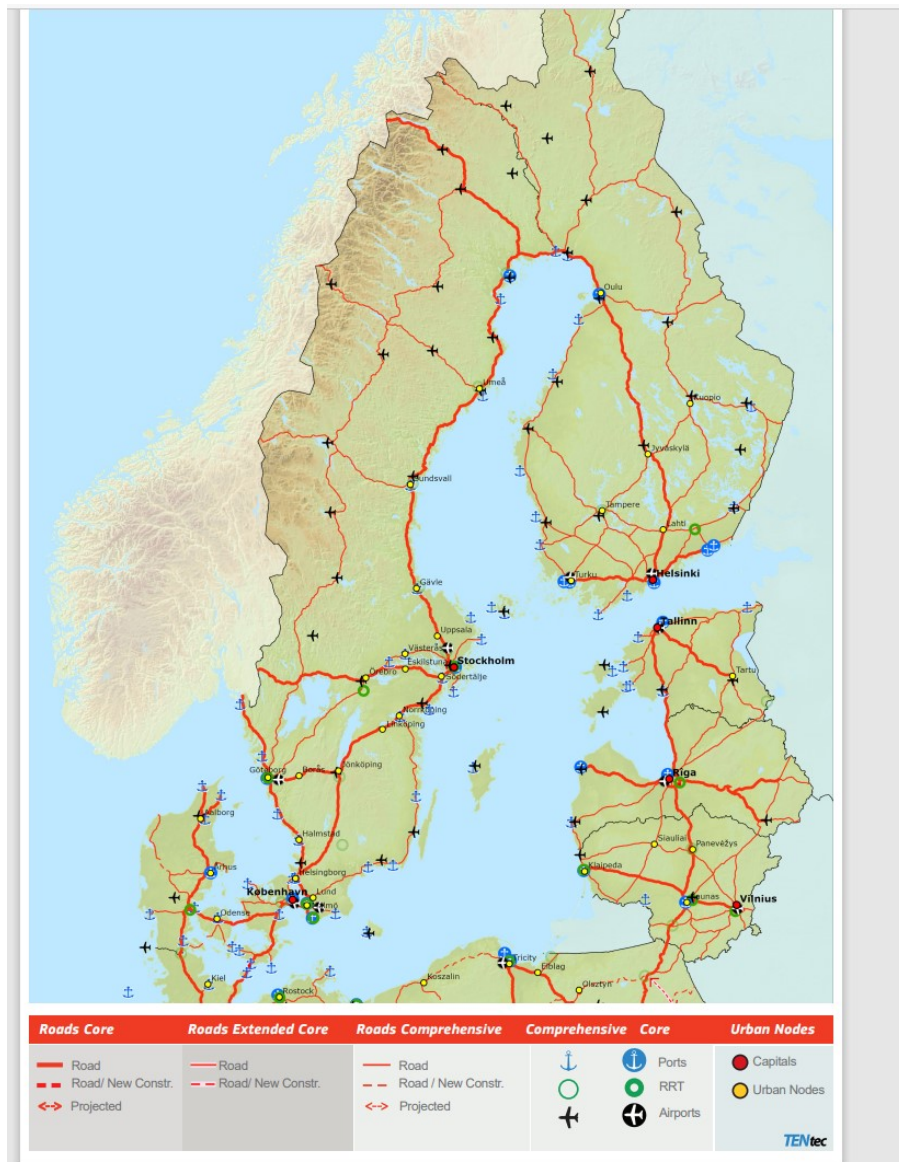 Oulu
Umeå
Kuopio
Jyväskylä
Sundsvall
Tampere
Lahti
Turku
Helsinki
Gävle
Tallinn
Uppsala
Västerås
Stockholm
Eskilstuna
Örebro
Södertälje
Tartu
Norrköping
Linköping
Göteborg
Borås
Jönköping
Riga
Aalborg
Halmstad
Siauliai
Panevėžys
Århus
Helsingborg
Klaipeda
København
Lund
Kaunas
Vilnius
Odense
Malmö
Tricity
Elblag
Kiel
Koszalin
Olsztyn
Rostock
Roads Core
Roads Extended Core
Roads Comprehensive
Comprehensive Core
Urban Nodes
Road
Road
Road
Ports
Capitals
Road/ New Constr.
Road/ New Constr.
Road / New Constr.
RRT
Urban Nodes
Projected
Projected
Airports
TENtec